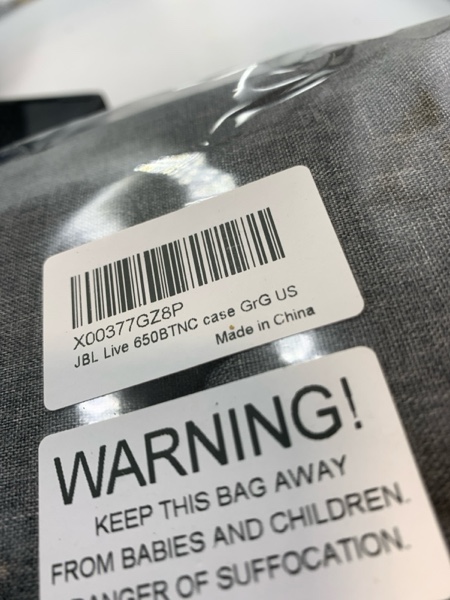 X00377GZ8P
JBL Live 650BTNC case GrG US
Made in China
WARNING!
KEEP THIS BAG AWAY
FROM BABIES AND CHILDREN.
DANGER OF SUFFOCATION.